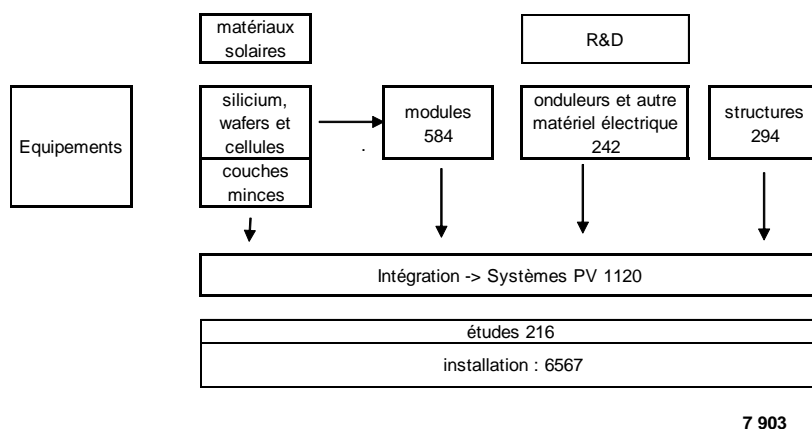 matériaux
solaires
R&D
Equipements
silicium,
wafers et
cellules
couches
minces
.
modules
584
onduleurs et autre
matériel électrique
242
structures
294
Intégration -> Systèmes PV 1120
études 216
installation : 6567
7 903